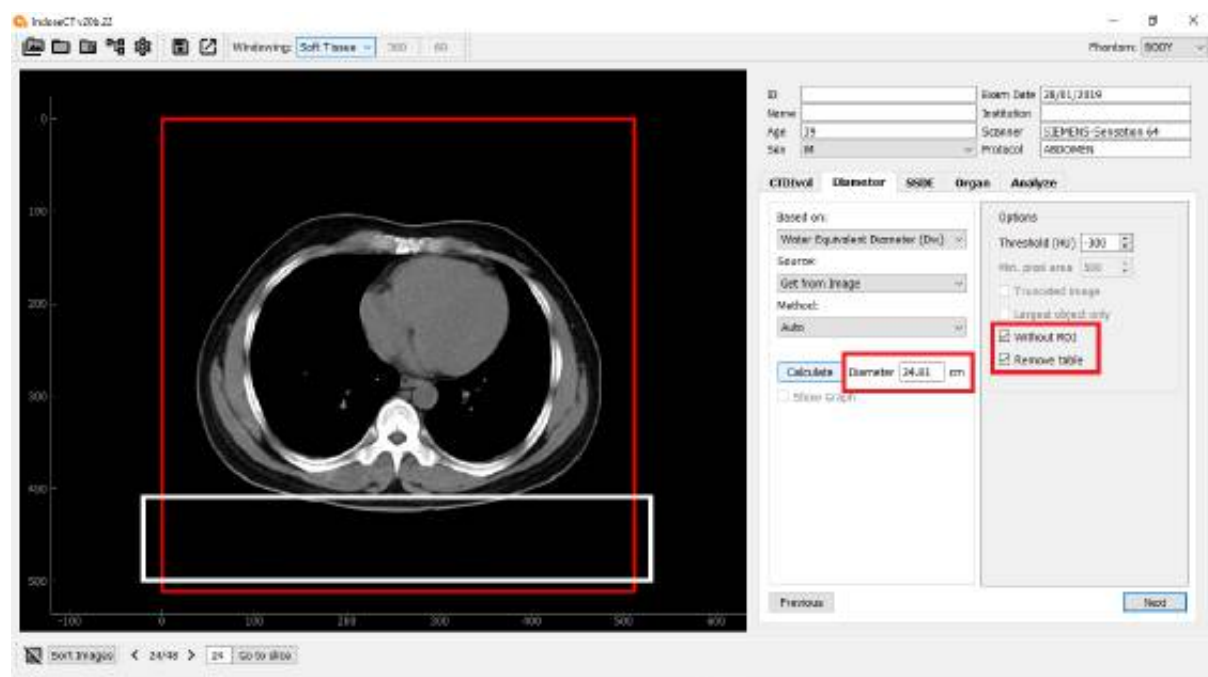 IndoseCT v20b.22
Windowing: Soft Tissue 300 60 Phantom: BODY
ID Exam Date 28/01/2019
Name Institution
Age 39 Scanner SIEMENS-Sensation 64
Sex M Protocol ABDOMEN
CTDIvol Diameter SSDE Organ Analyze
Based on: Options
Water Equivalent Diameter (Dw) Threshold (HU) -300
Source: Min. pixel area 500
Get from Image Truncated image
Method: Largest object only
Auto Without ROI
Remove table
Calculate Diameter 24.81 cm
Show Graph
0
100
200
300
400
500
-100 0 100 200 300 400 500 600
Previous Next
Sort Images 24/48 24 Go to slice